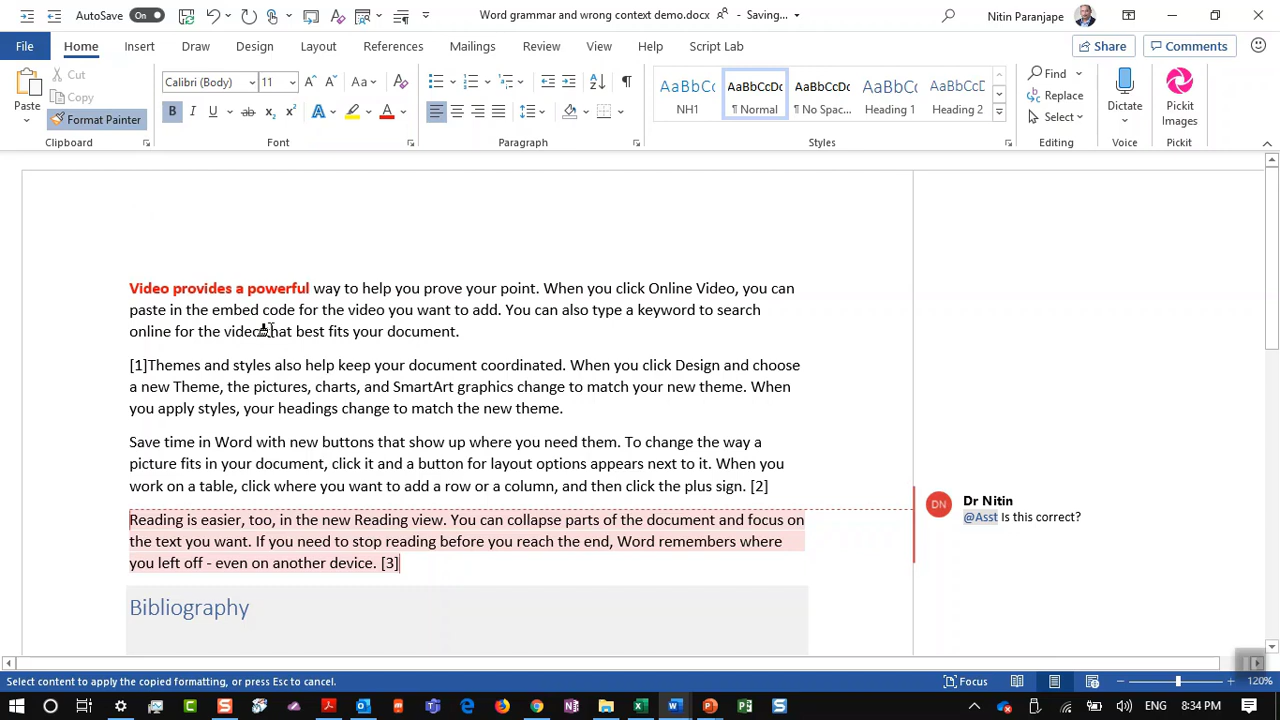 AutoSave On
Word grammar and wrong context demo.docx - Saving...
Nitin Paranjape
File Home Insert Draw Design Layout References Mailings Review View Help Script Lab Share Comments
Paste
Cut
Copy
Format Painter
Clipboard
Calibri (Body) 11
Aa
B I U ab x₂ x² A A
Font
Paragraph
AaBbC NH1
AaBbCcDc ¶ Normal
AaBbCcDc ¶ No Spac...
AaBbC Heading 1
AaBbCcD Heading 2
Styles
Find
Replace
Select
Editing
Dictate
Voice
Pickit Images
Pickit
Video provides a powerful way to help you prove your point. When you click Online Video, you can
paste in the embed code for the video you want to add. You can also type a keyword to search
online for the video that best fits your document.
[1]Themes and styles also help keep your document coordinated. When you click Design and choose
a new Theme, the pictures, charts, and SmartArt graphics change to match your new theme. When
you apply styles, your headings change to match the new theme.
Save time in Word with new buttons that show up where you need them. To change the way a
picture fits in your document, click it and a button for layout options appears next to it. When you
work on a table, click where you want to add a row or a column, and then click the plus sign. [2]
Reading is easier, too, in the new Reading view. You can collapse parts of the document and focus on
the text you want. If you need to stop reading before you reach the end, Word remembers where
you left off - even on another device. [3]
DN Dr Nitin
@Asst Is this correct?
Bibliography
Select content to apply the copied formatting, or press Esc to cancel.
Focus
120%
ENG 8:34 PM